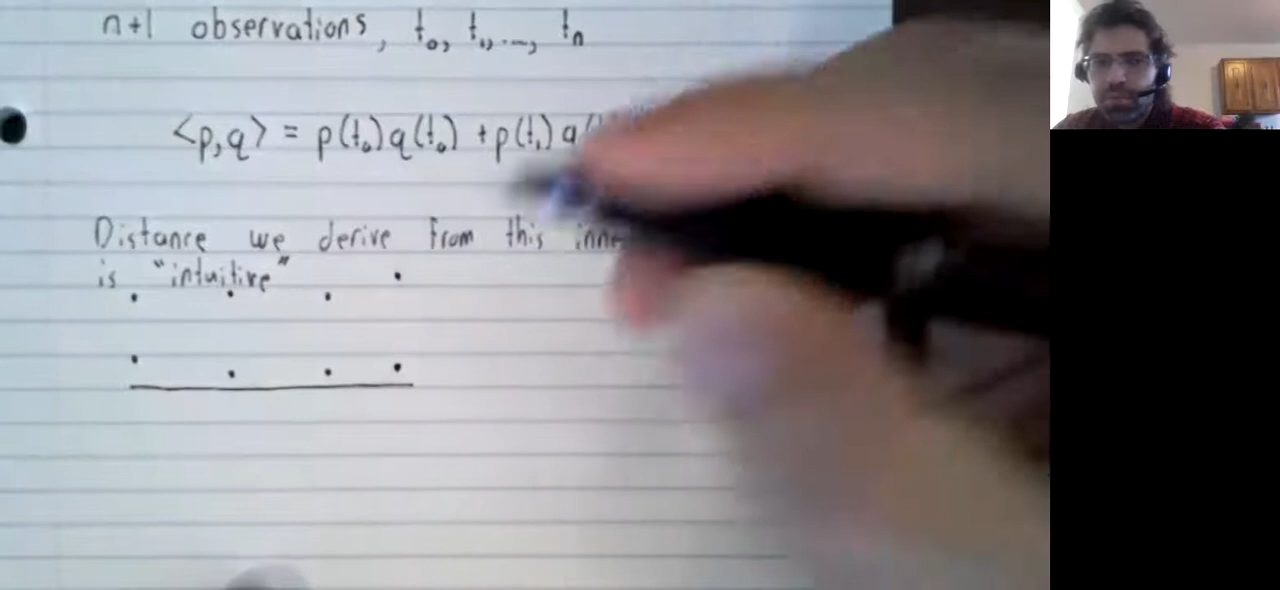 n+1 observations, t₀, t₁, ..., tₙ
<p,q> = p(t₀)q(t₀) + p(t₁)q(
Distance we derive from this
is "intuitive"